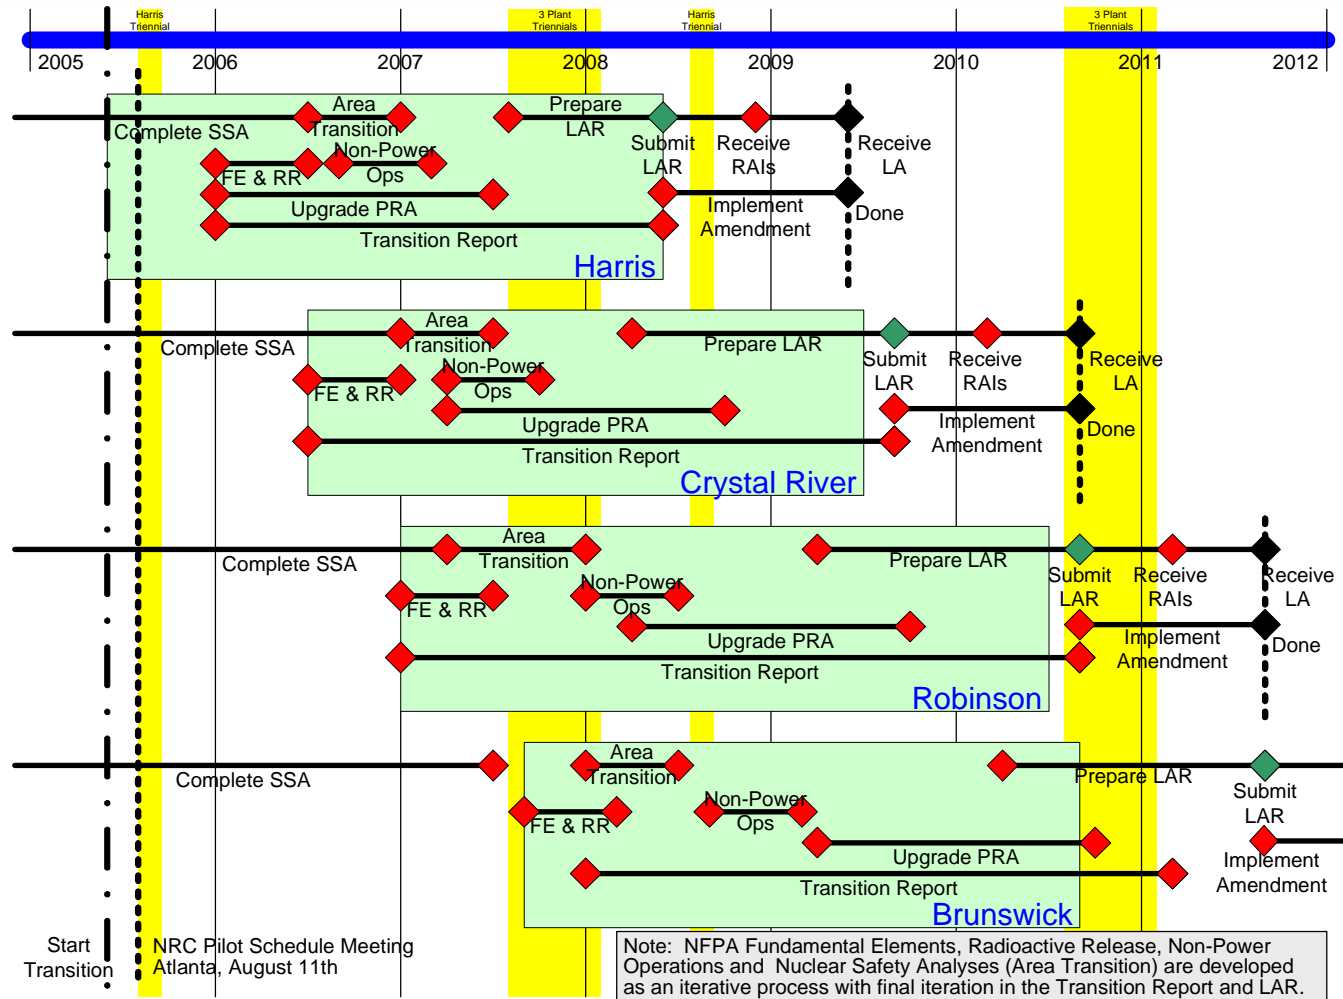 Harris
Triennial
3 Plant
Triennials
Harris
Triennial
3 Plant
Triennials
2005
2006
2007
2008
2009
2010
2011
2012
Complete SSA
Area
Transition
Prepare
LAR
Submit
LAR
Receive
RAIs
Receive
LA
FE & RR
Non-Power
Ops
Upgrade PRA
Implement
Amendment
Done
Transition Report
Harris
Complete SSA
Area
Transition
Prepare LAR
Submit
LAR
Receive
RAIs
Receive
LA
FE & RR
Non-Power
Ops
Upgrade PRA
Implement
Amendment
Done
Transition Report
Crystal River
Complete SSA
Area
Transition
Prepare LAR
Submit
LAR
Receive
RAIs
Receive
LA
FE & RR
Non-Power
Ops
Upgrade PRA
Implement
Amendment
Done
Transition Report
Robinson
Complete SSA
Area
Transition
Prepare LAR
Submit
LAR
FE & RR
Non-Power
Ops
Upgrade PRA
Implement
Amendment
Transition Report
Brunswick
Start
Transition
NRC Pilot Schedule Meeting
Atlanta, August 11th
Note:  NFPA Fundamental Elements, Radioactive Release, Non-Power
Operations and  Nuclear Safety Analyses (Area Transition) are developed
as an iterative process with final iteration in the Transition Report and LAR.